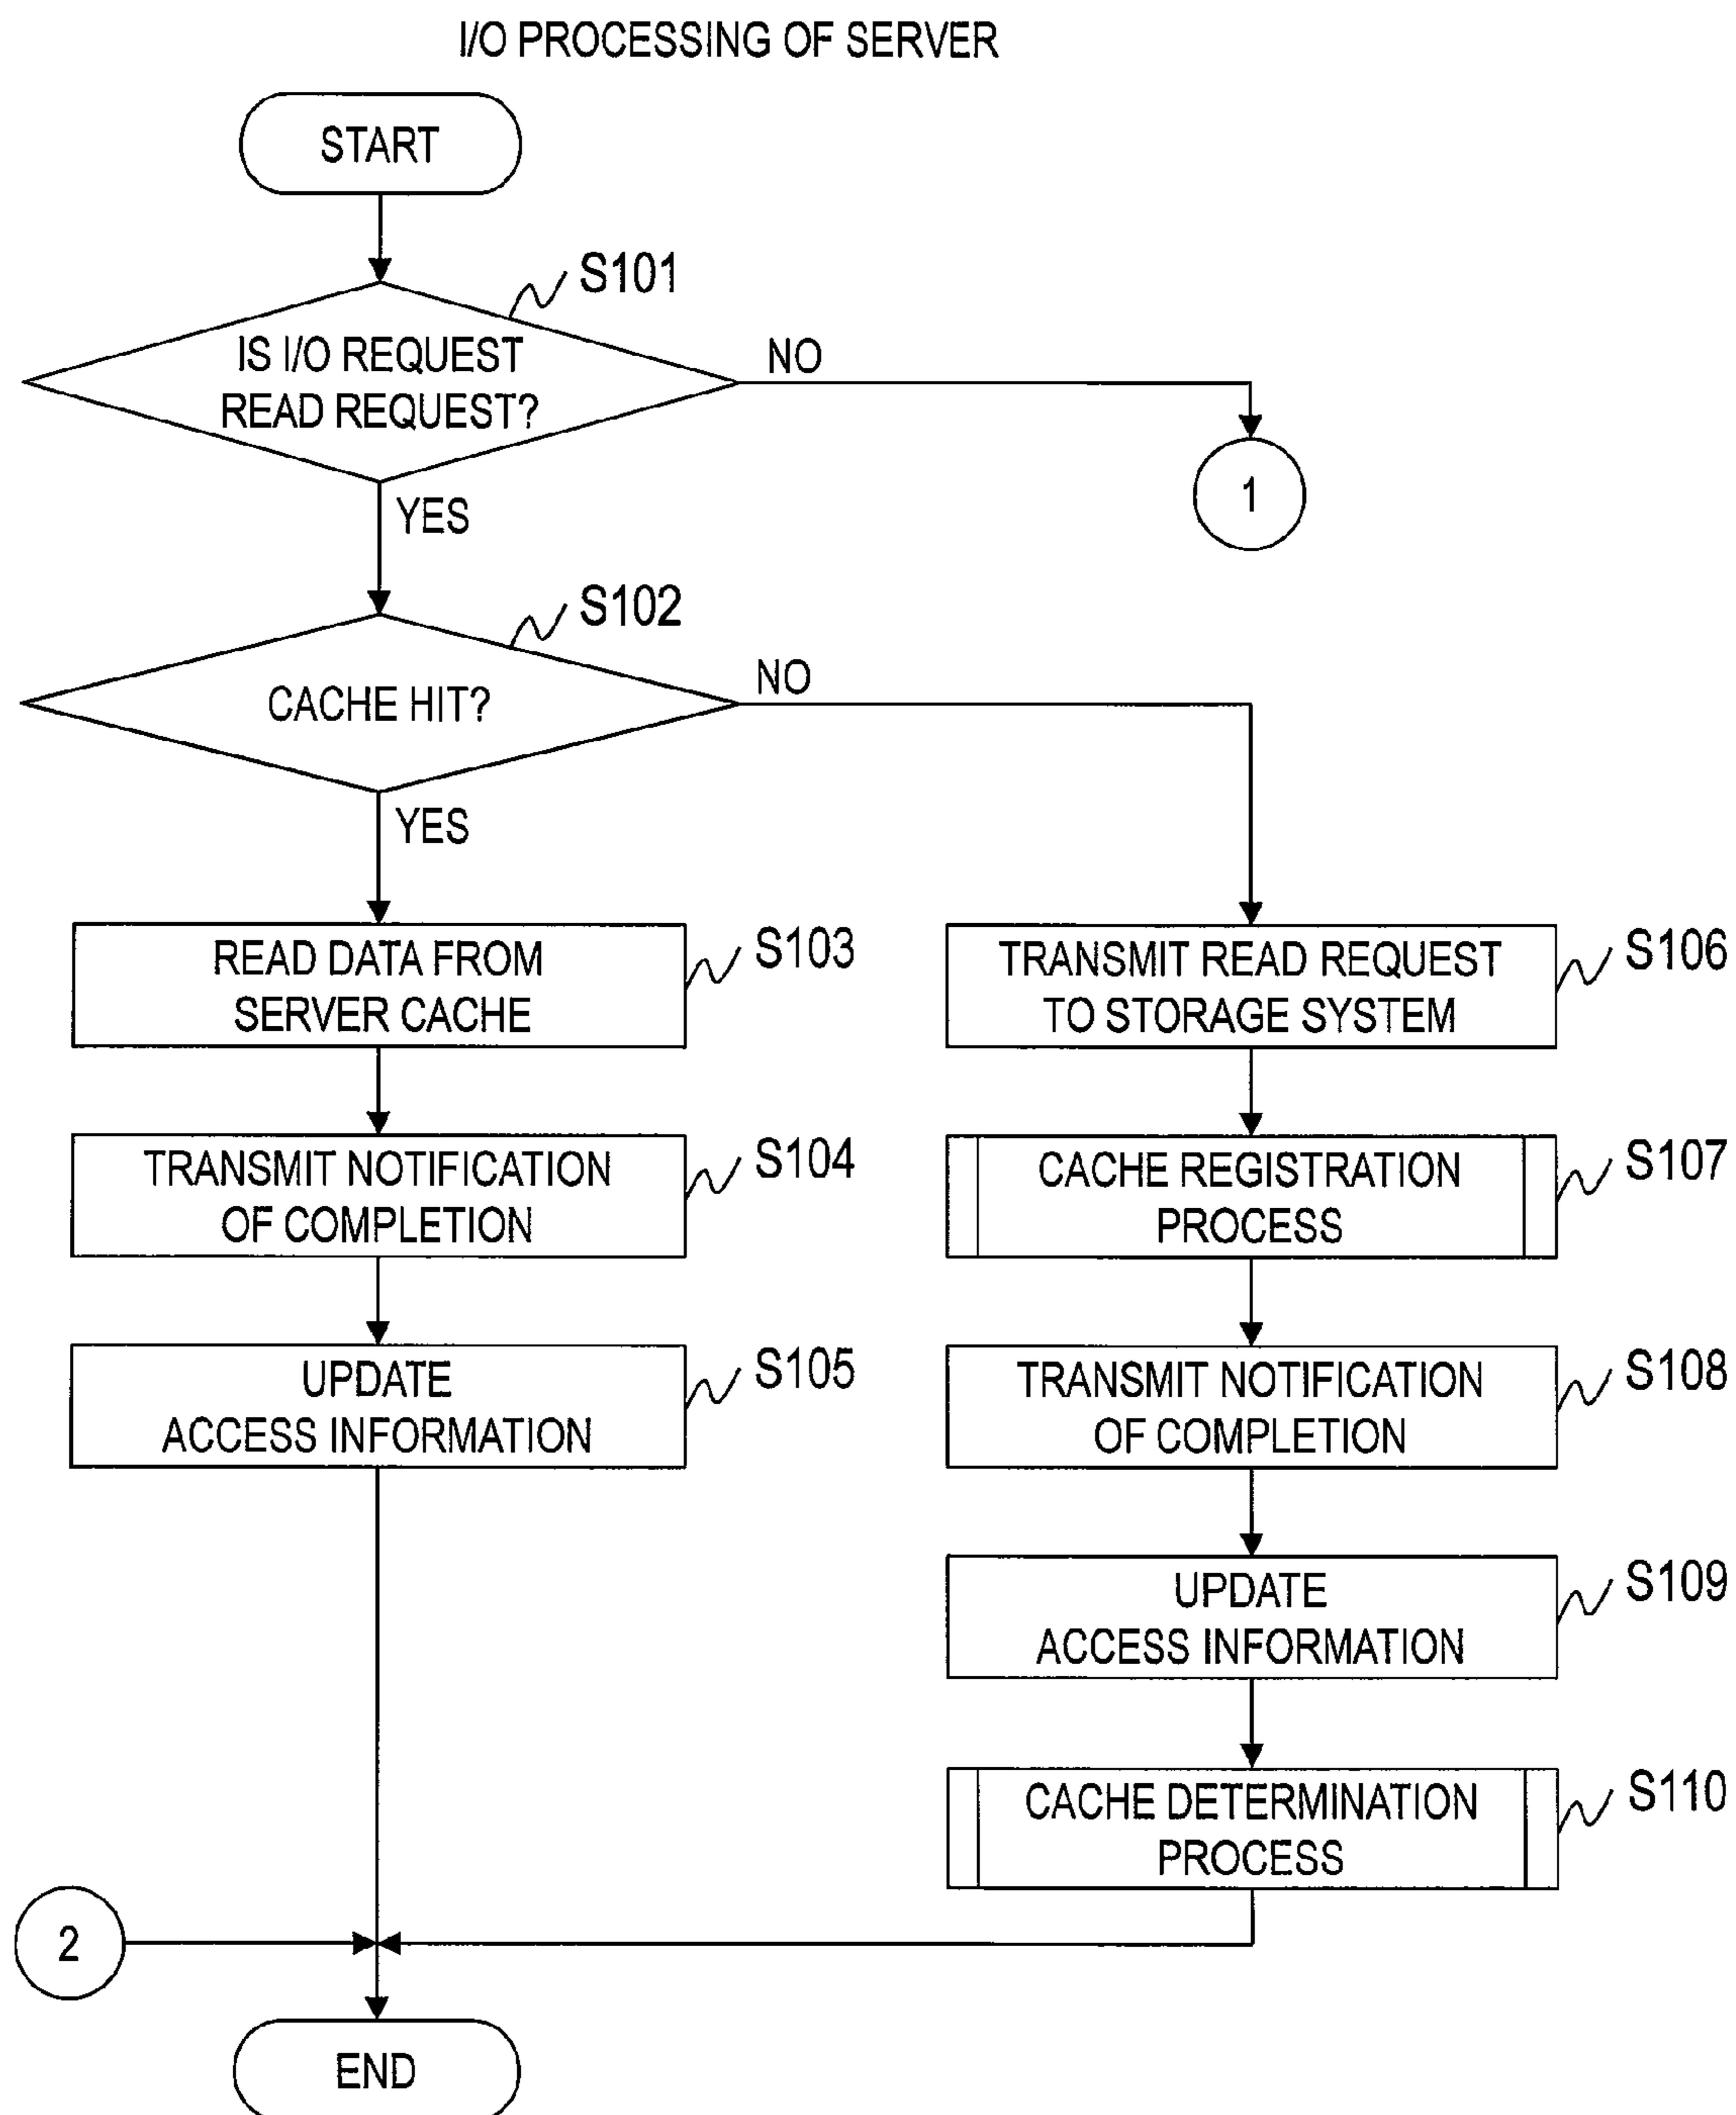 I/O PROCESSING OF SERVER
START
S101
IS I/O REQUEST
READ REQUEST?
NO
1
YES
S102
CACHE HIT?
NO
YES
READ DATA FROM
SERVER CACHE
S103
TRANSMIT READ REQUEST
TO STORAGE SYSTEM
S106
TRANSMIT NOTIFICATION
OF COMPLETION
S104
CACHE REGISTRATION
PROCESS
S107
UPDATE
ACCESS INFORMATION
S105
TRANSMIT NOTIFICATION
OF COMPLETION
S108
UPDATE
ACCESS INFORMATION
S109
CACHE DETERMINATION
PROCESS
S110
2
END